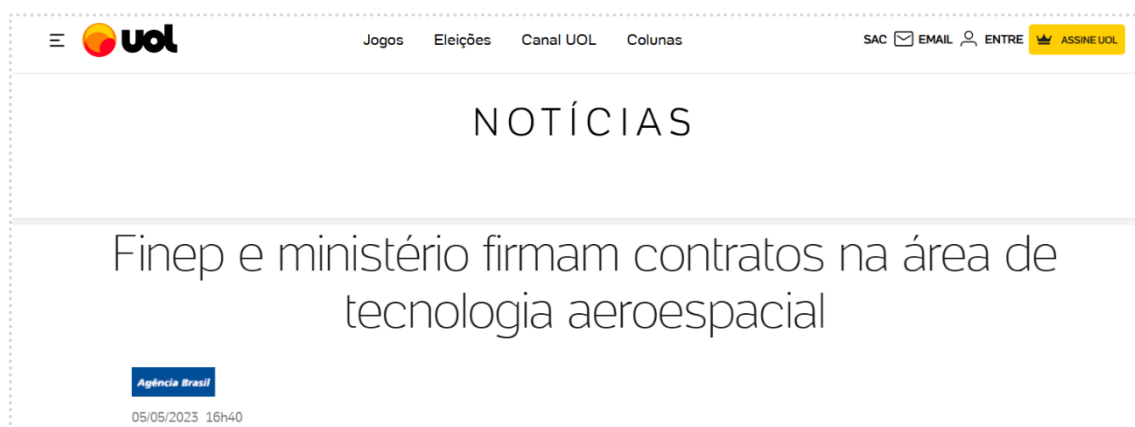 uol
Jogos Eleições Canal UOL Colunas
SAC EMAIL ENTRE ASSINE UOL
NOTÍCIAS
Finep e ministério firmam contratos na área de
tecnologia aeroespacial
Agência Brasil
05/05/2023 16h40